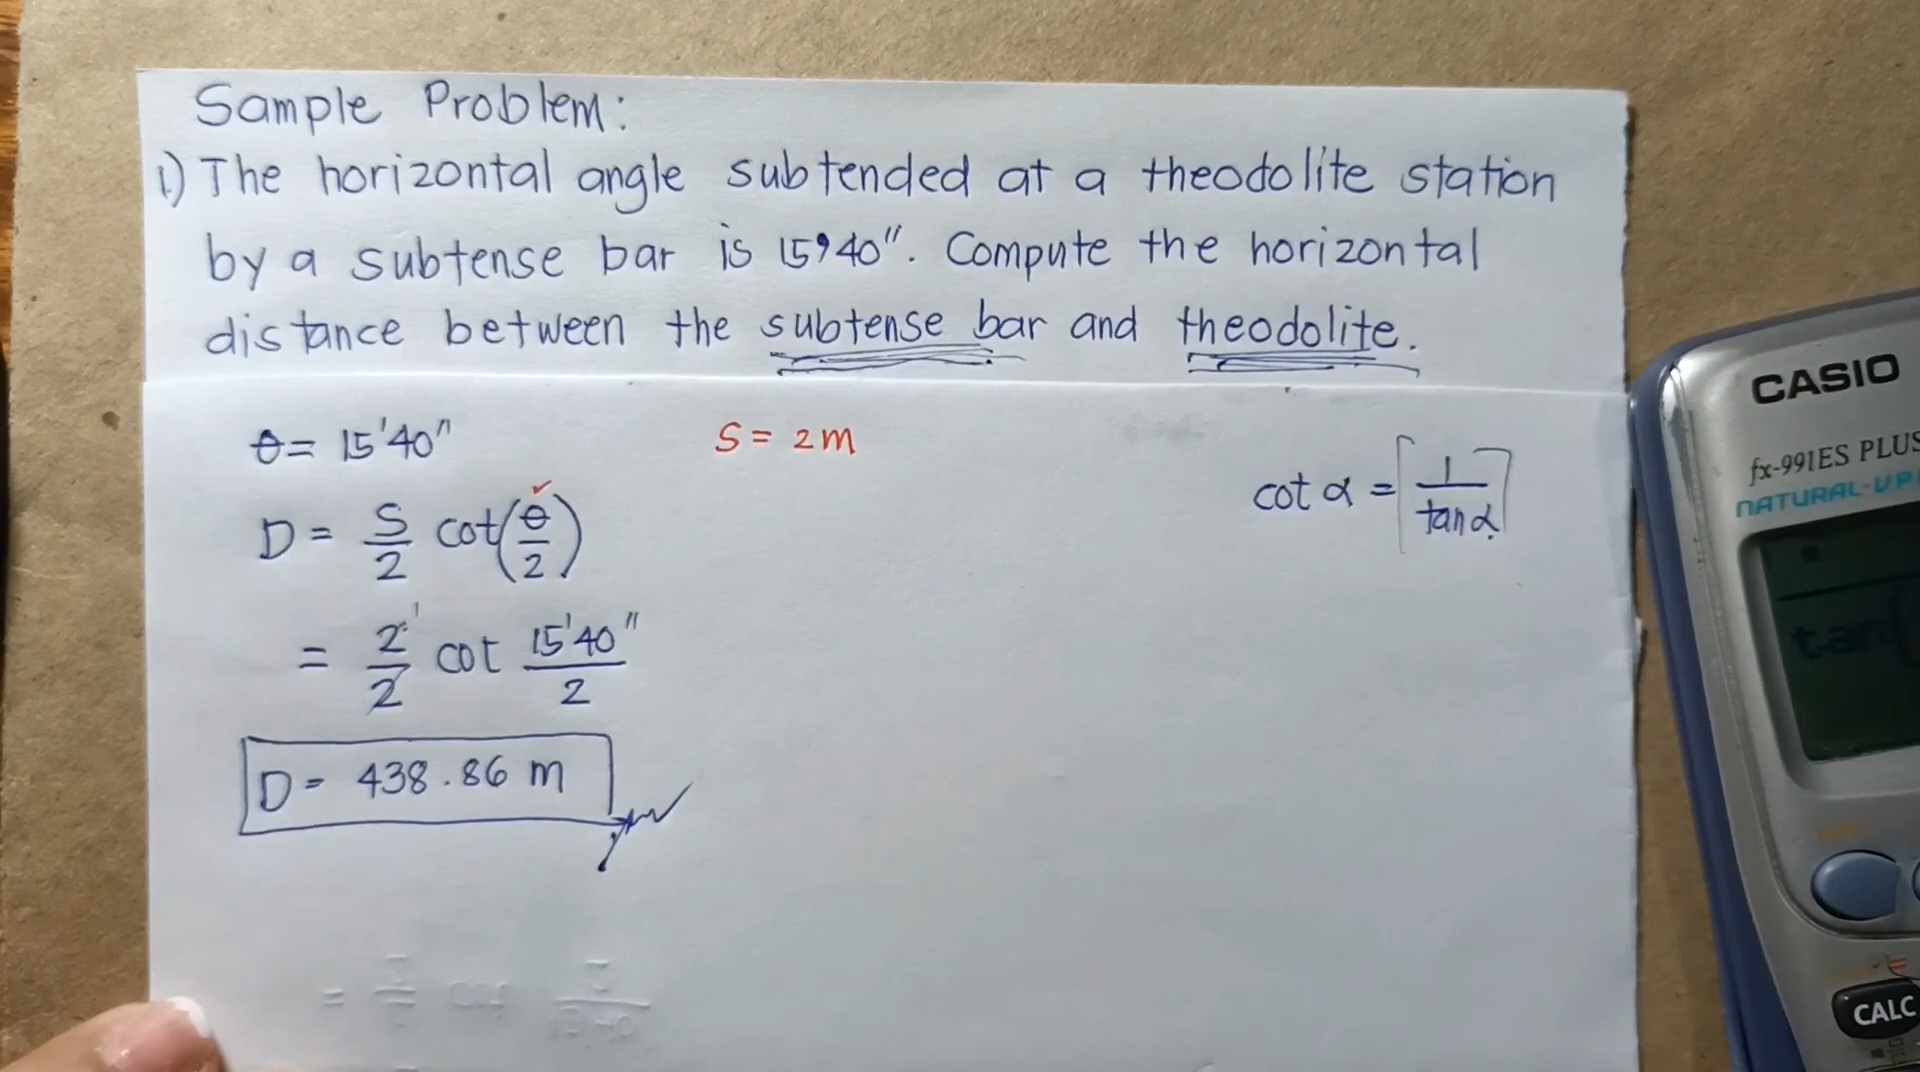 Sample Problem:
1.) The horizontal angle subtended at a theodolite station
by a subtense bar is 15'40". Compute the horizontal
distance between the subtense bar and theodolite.
θ = 15'40"
S = 2m
cot α = 1/tan α
D = S/2 cot(θ/2)
= 2/2 cot 15'40"/2
1
D = 438.86 m
CASIO
fx-991ES PLUS
NATURAL-V.P.
tan(
CALC